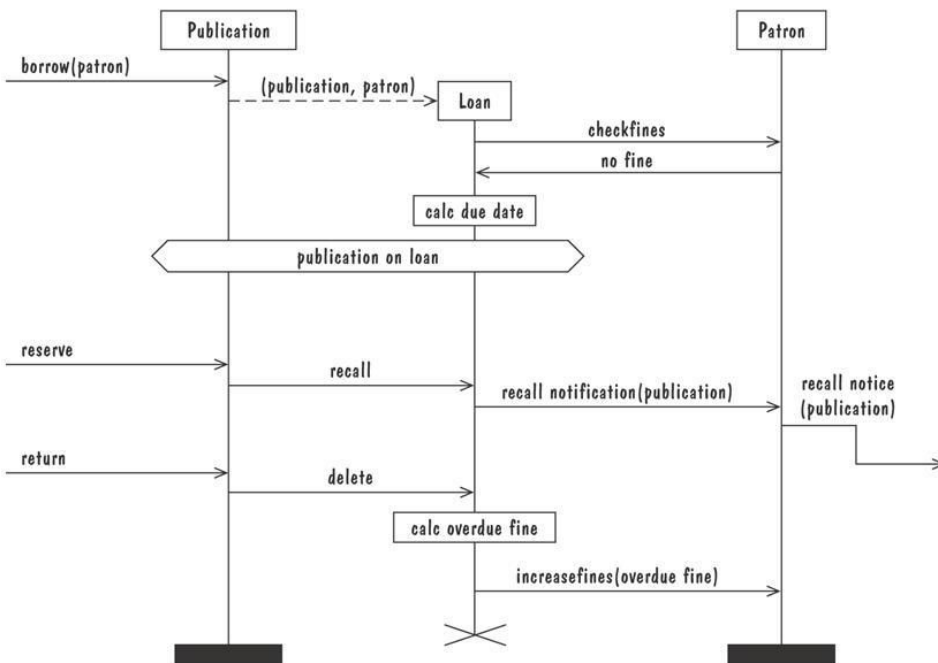 Publication
Patron
borrow(patron)
(publication, patron)
Loan
checkfines
no fine
calc due date
publication on loan
reserve
recall
recall notification(publication)
recall notice
(publication)
return
delete
calc overdue fine
increasefines(overdue fine)